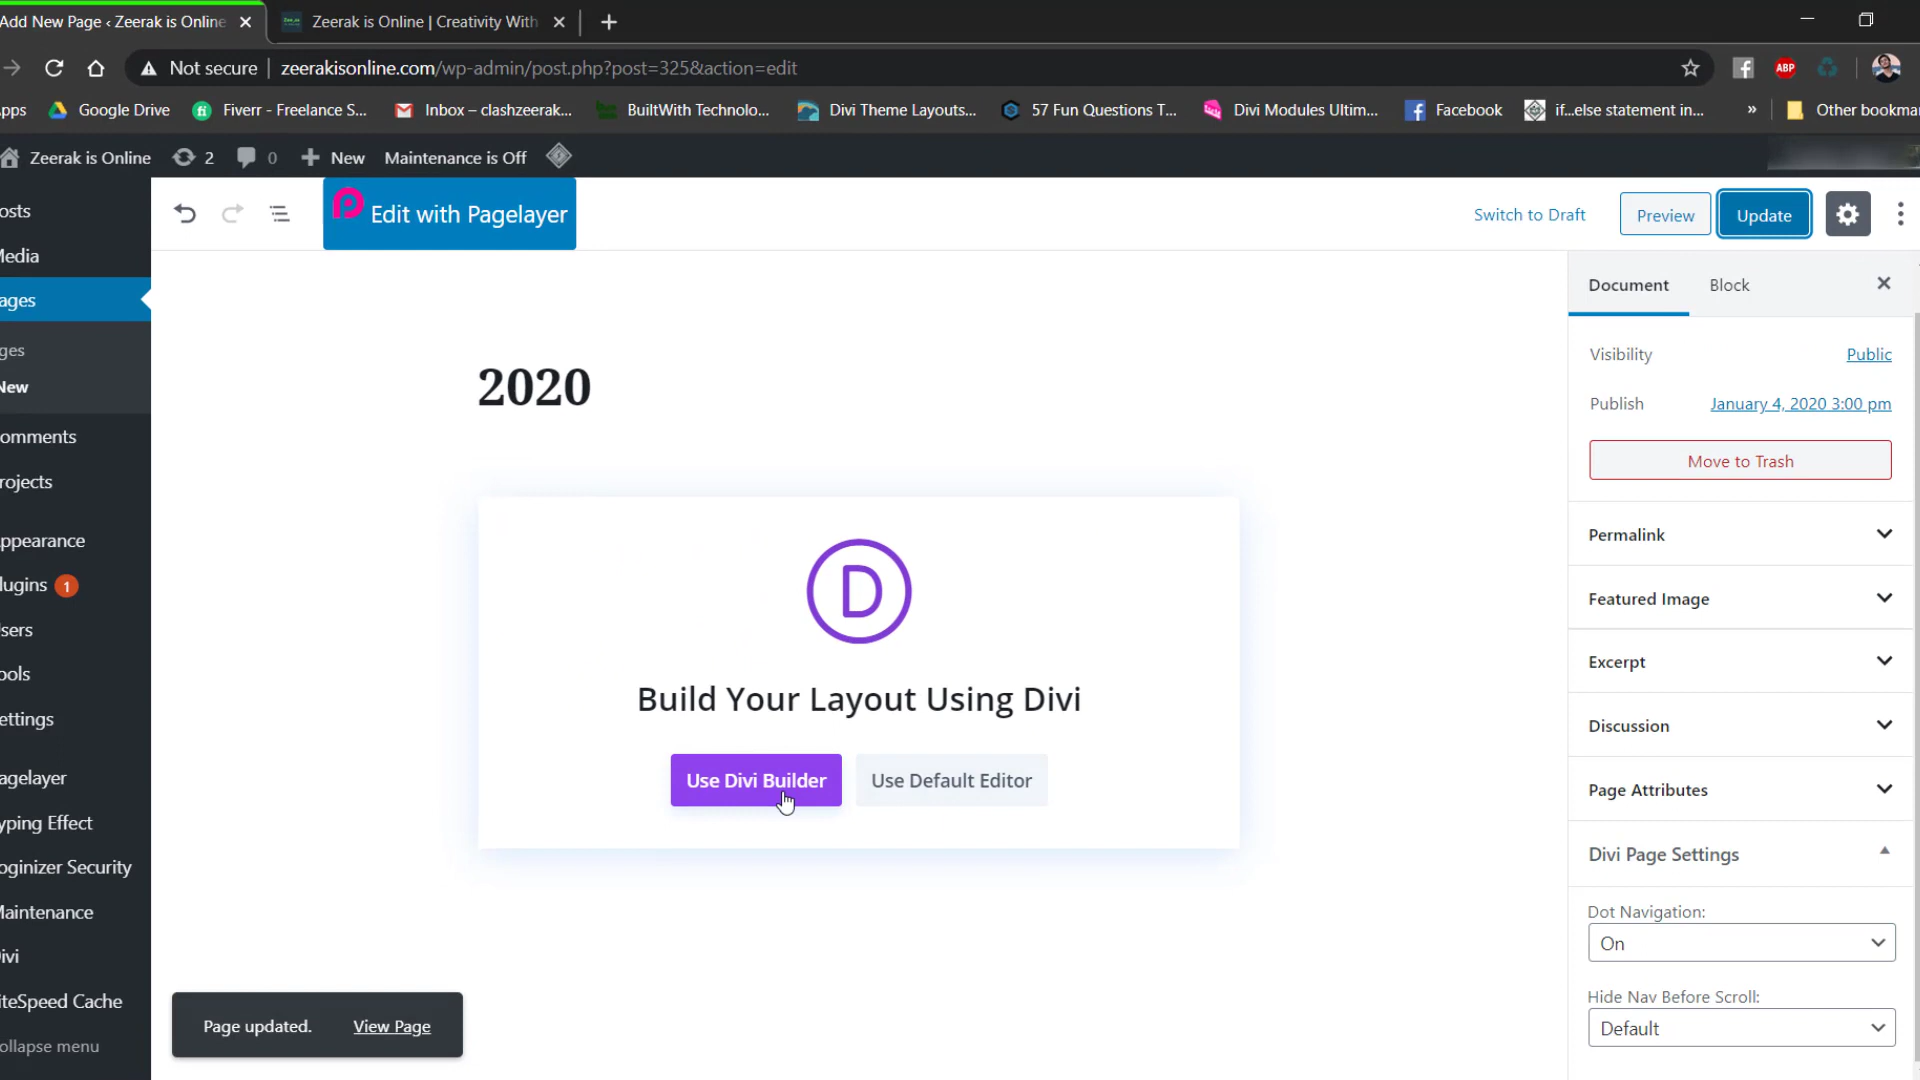 Add New Page ‹ Zeerak is Online
Zeerak is Online | Creativity With
Not secure | zeerakisonline.com/wp-admin/post.php?post=325&action=edit
ABP
pps
Google Drive
Fiverr - Freelance S...
Inbox – clashzeerak...
BuiltWith Technolo...
Divi Theme Layouts...
57 Fun Questions T...
Divi Modules Ultim...
Facebook
if...else statement in...
»
Other bookma
Zeerak is Online
2
0
New
Maintenance is Off
osts
Media
ages
ges
New
omments
rojects
ppearance
lugins 1
sers
ools
ettings
agelayer
yping Effect
oginizer Security
Maintenance
ivi
iteSpeed Cache
ollapse menu
Edit with Pagelayer
Switch to Draft
Preview
Update
2020
D
Build Your Layout Using Divi
Use Divi Builder
Use Default Editor
Page updated.
View Page
Document
Block
Visibility
Public
Publish
January 4, 2020 3:00 pm
Move to Trash
Permalink
Featured Image
Excerpt
Discussion
Page Attributes
Divi Page Settings
Dot Navigation:
On
Hide Nav Before Scroll:
Default